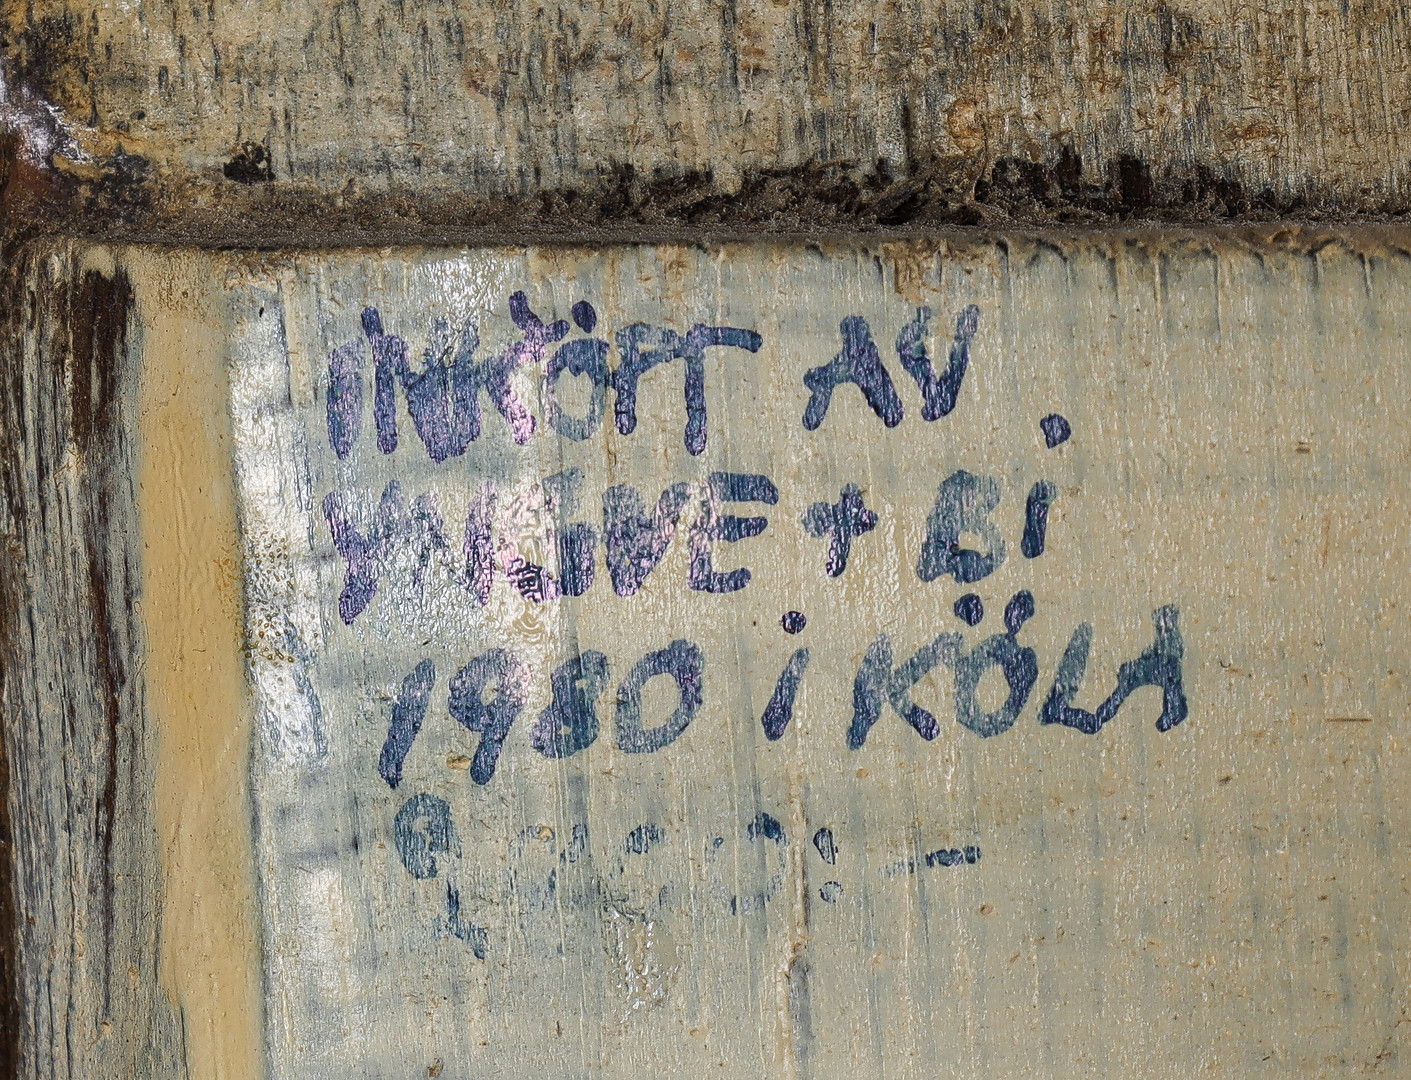 INKÖPT AV
YNGVE + Bi
1980 i KÖLA